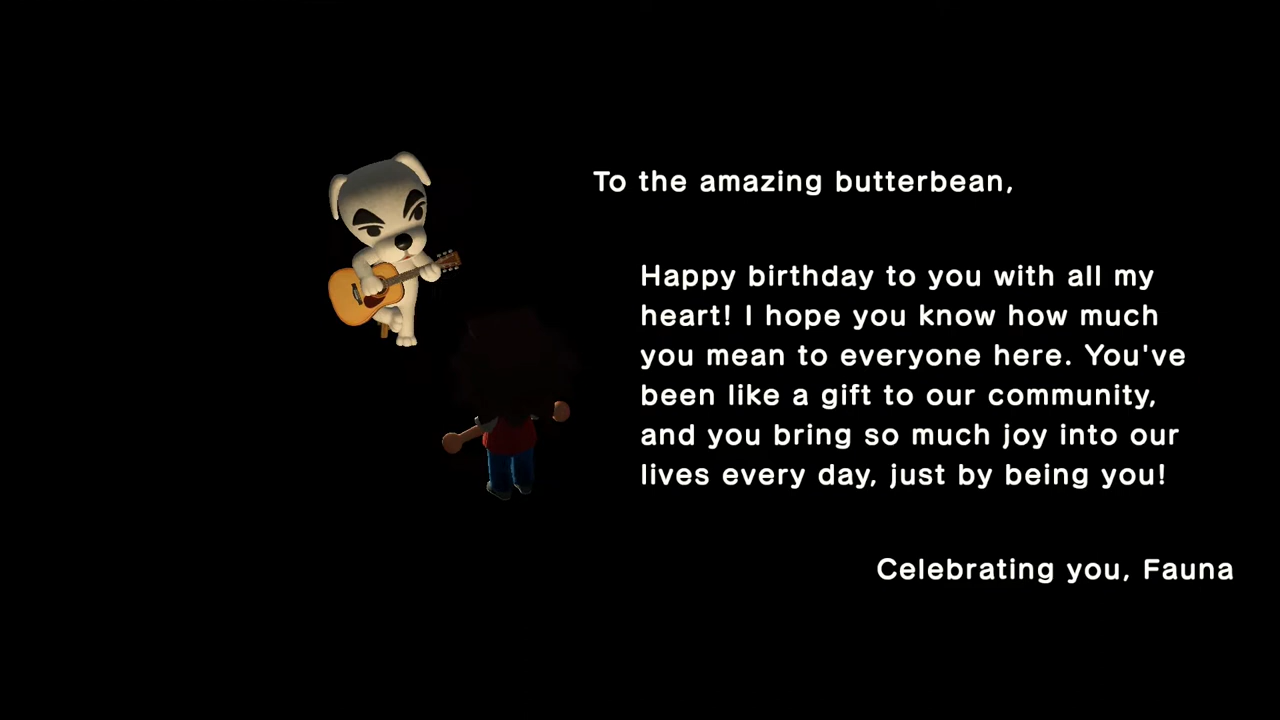 To the amazing butterbean,
Happy birthday to you with all my
heart! I hope you know how much
you mean to everyone here. You've
been like a gift to our community,
and you bring so much joy into our
lives every day, just by being you!
Celebrating you, Fauna